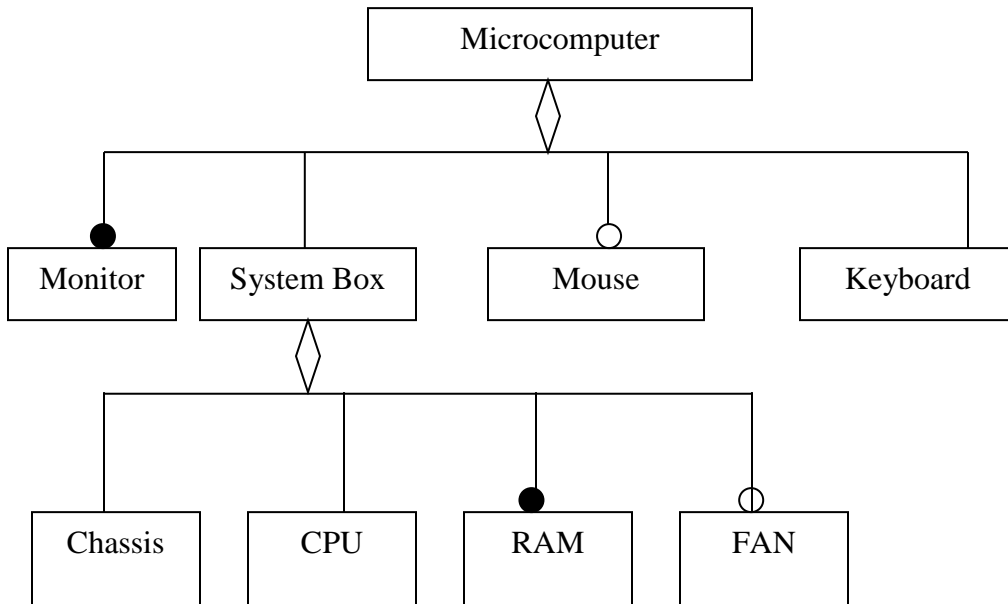 Microcomputer
Monitor
System Box
Mouse
Keyboard
Chassis
CPU
RAM
FAN